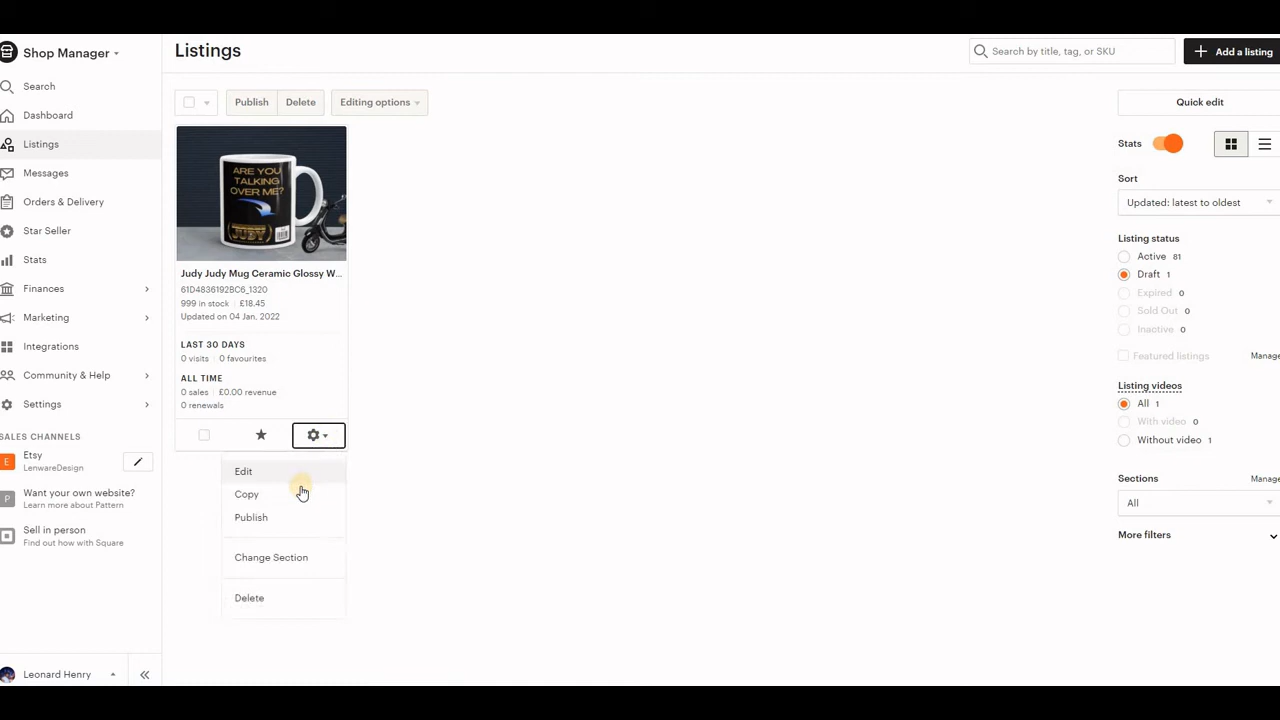 Shop Manager
Search
Dashboard
Listings
Messages
Orders & Delivery
Star Seller
Stats
Finances
Marketing
Integrations
Community & Help
Settings
SALES CHANNELS
E
Etsy
LenwareDesign
P
Want your own website?
Learn more about Pattern
Sell in person
Find out how with Square
Leonard Henry
Listings
Search by title, tag, or SKU
Add a listing
Publish
Delete
Editing options
ARE YOU
TALKING
OVER ME?
JUDY
Judy Judy Mug Ceramic Glossy W...
61D4836192BC6_1320
999 in stock | £18.45
Updated on 04 Jan, 2022
LAST 30 DAYS
0 visits | 0 favourites
ALL TIME
0 sales | £0.00 revenue
0 renewals
Edit
Copy
Publish
Change Section
Delete
Quick edit
Stats
Sort
Updated: latest to oldest
Listing status
Active 81
Draft 1
Expired 0
Sold Out 0
Inactive 0
Featured listings
Manage
Listing videos
All 1
With video 0
Without video 1
Sections
Manage
All
More filters